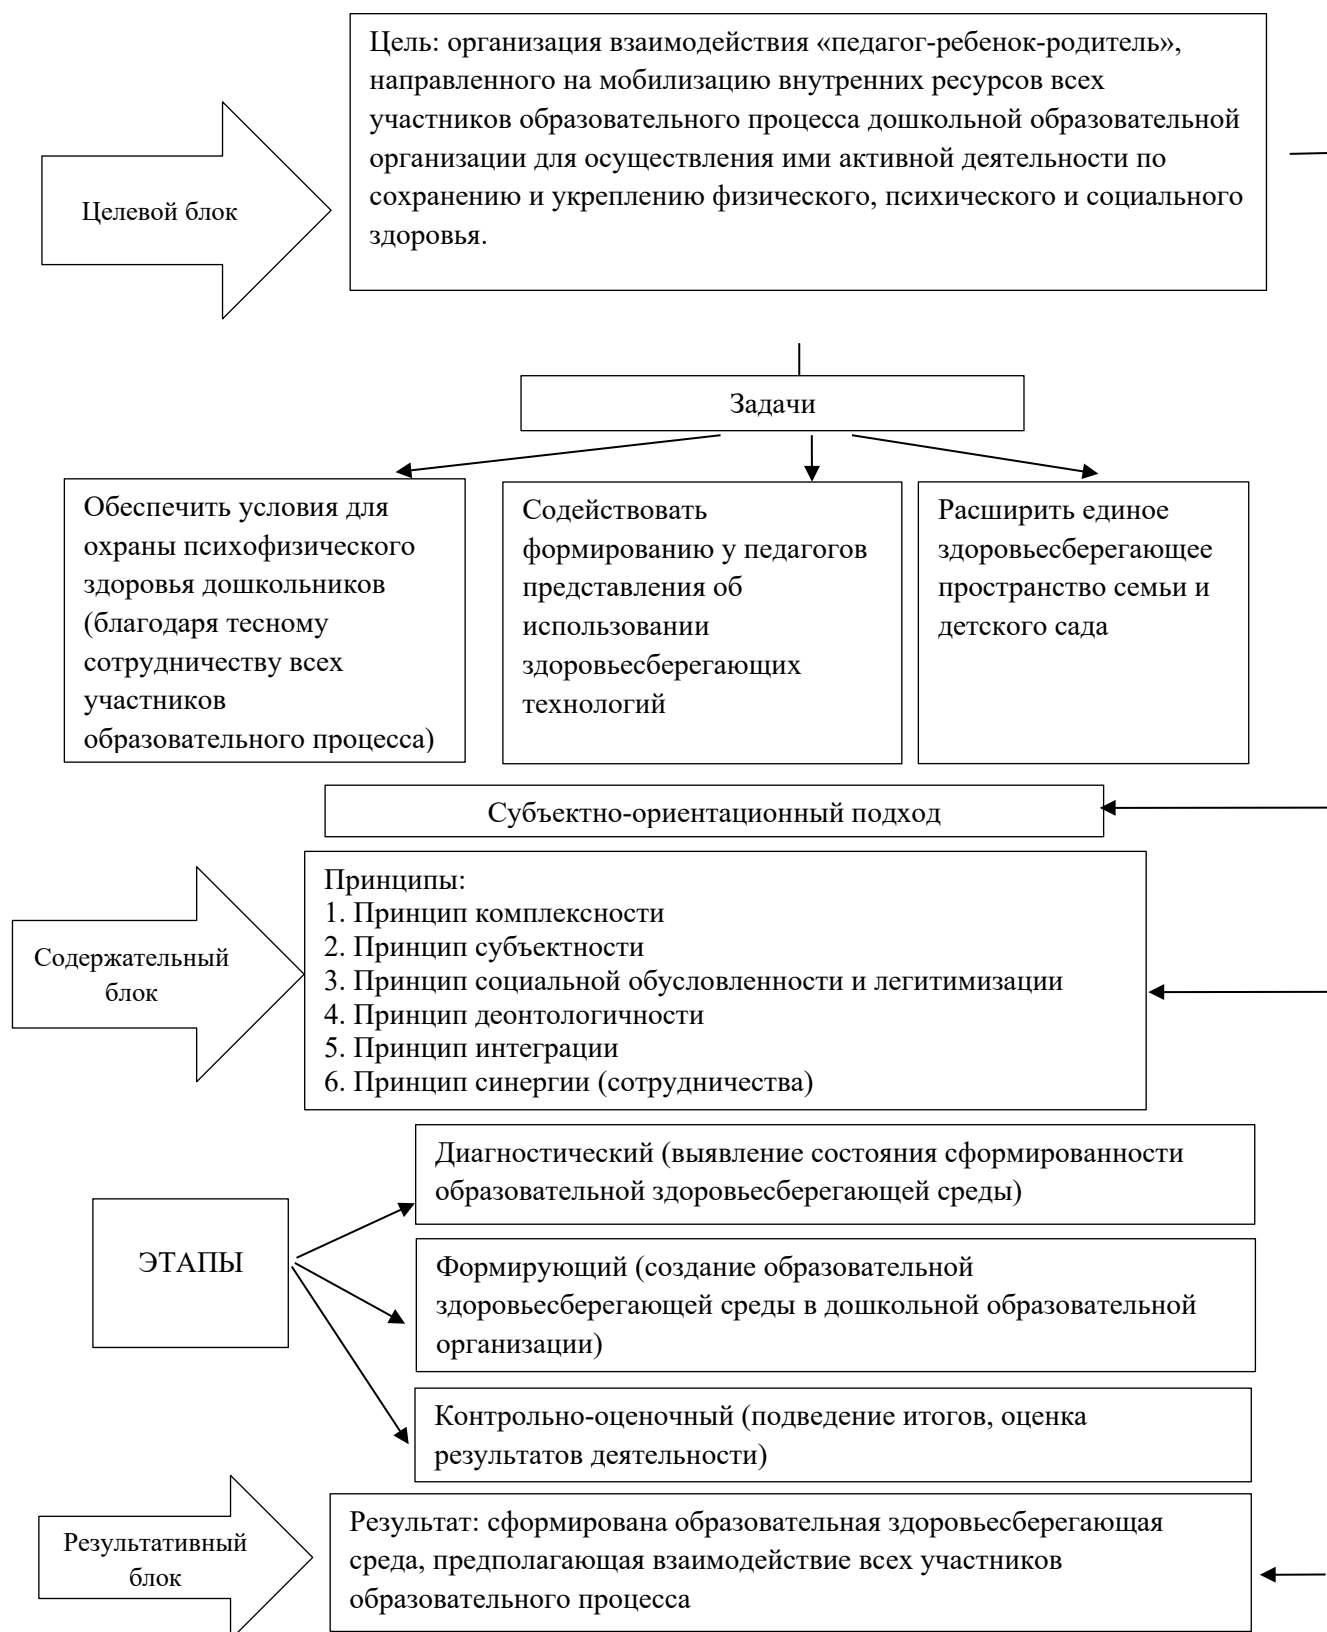 Цель: организация взаимодействия «педагог-ребенок-родитель»,
направленного на мобилизацию внутренних ресурсов всех
участников образовательного процесса дошкольной образовательной
организации для осуществления ими активной деятельности по
сохранению и укреплению физического, психического и социального
здоровья.
Целевой блок
Задачи
Обеспечить условия для
охраны психофизического
здоровья дошкольников
(благодаря тесному
сотрудничеству всех
участников
образовательного процесса)
Содействовать
формированию у педагогов
представления об
использовании
здоровьесберегающих
технологий
Расширить единое
здоровьесберегающее
пространство семьи и
детского сада
Субъектно-ориентационный подход
Содержательный
блок
Принципы:
1. Принцип комплексности
2. Принцип субъектности
3. Принцип социальной обусловленности и легитимизации
4. Принцип деонтологичности
5. Принцип интеграции
6. Принцип синергии (сотрудничества)
ЭТАПЫ
Диагностический (выявление состояния сформированности
образовательной здоровьесберегающей среды)
Формирующий (создание образовательной
здоровьесберегающей среды в дошкольной образовательной
организации)
Контрольно-оценочный (подведение итогов, оценка
результатов деятельности)
Результативный
блок
Результат: сформирована образовательная здоровьесберегающая
среда, предполагающая взаимодействие всех участников
образовательного процесса